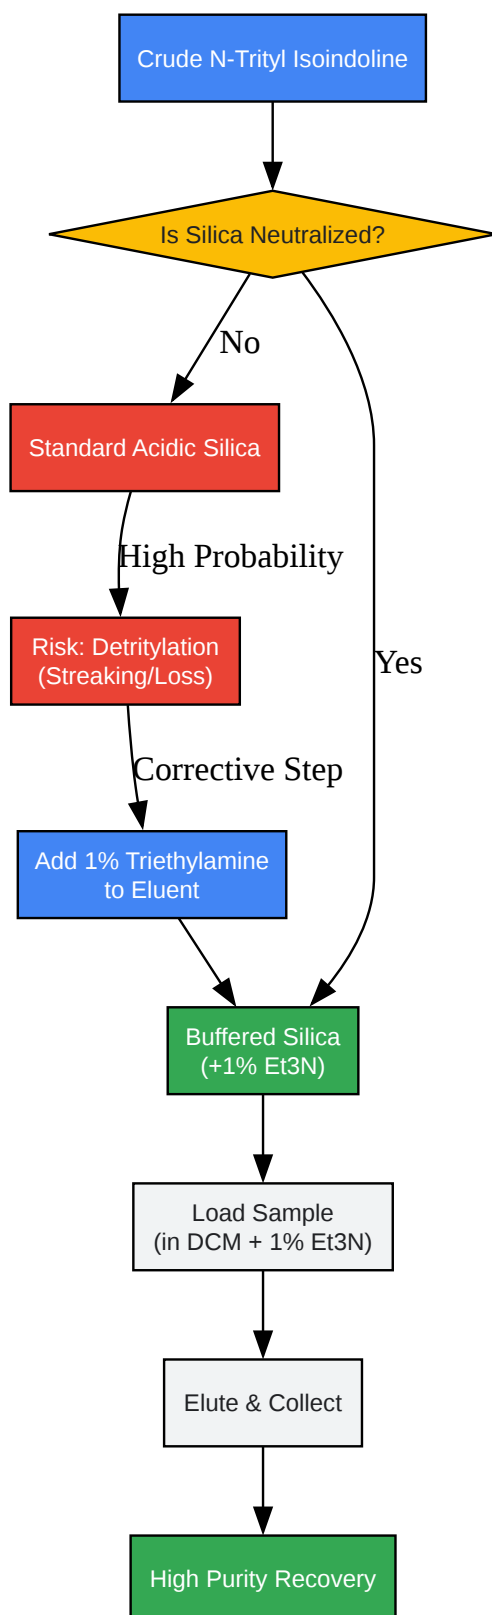 Crude N-Trityl Isoindoline
Is Silica Neutralized?
No
Standard Acidic Silica
High Probability
Risk: Detritylation
(Streaking/Loss)
Yes
Corrective Step
Add 1% Triethylamine
to Eluent
Buffered Silica
(+1% Et3N)
Load Sample
(in DCM + 1% Et3N)
Elute & Collect
High Purity Recovery